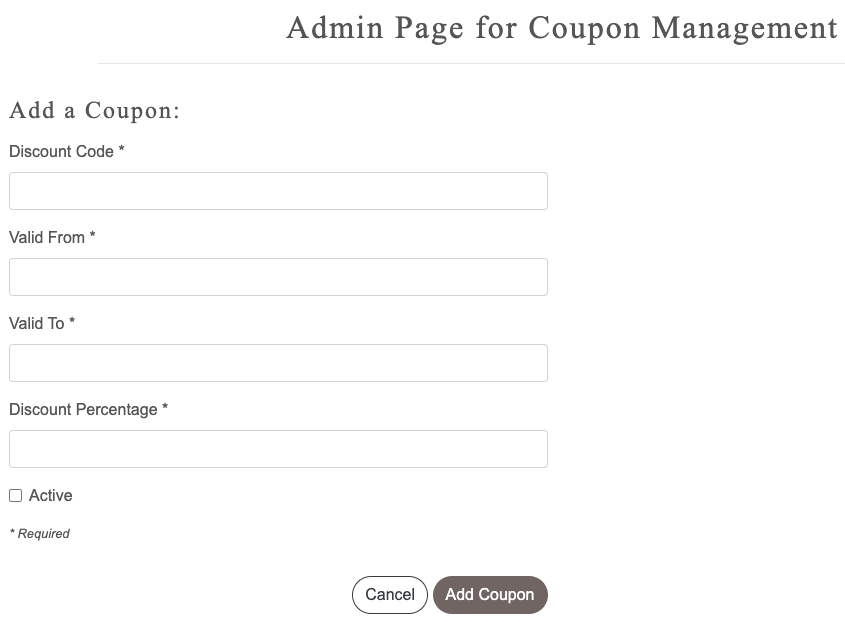 Admin Page for Coupon Management
Add a Coupon:
Discount Code *
Valid From *
Valid To *
Discount Percentage *
Active
* Required
Cancel Add Coupon